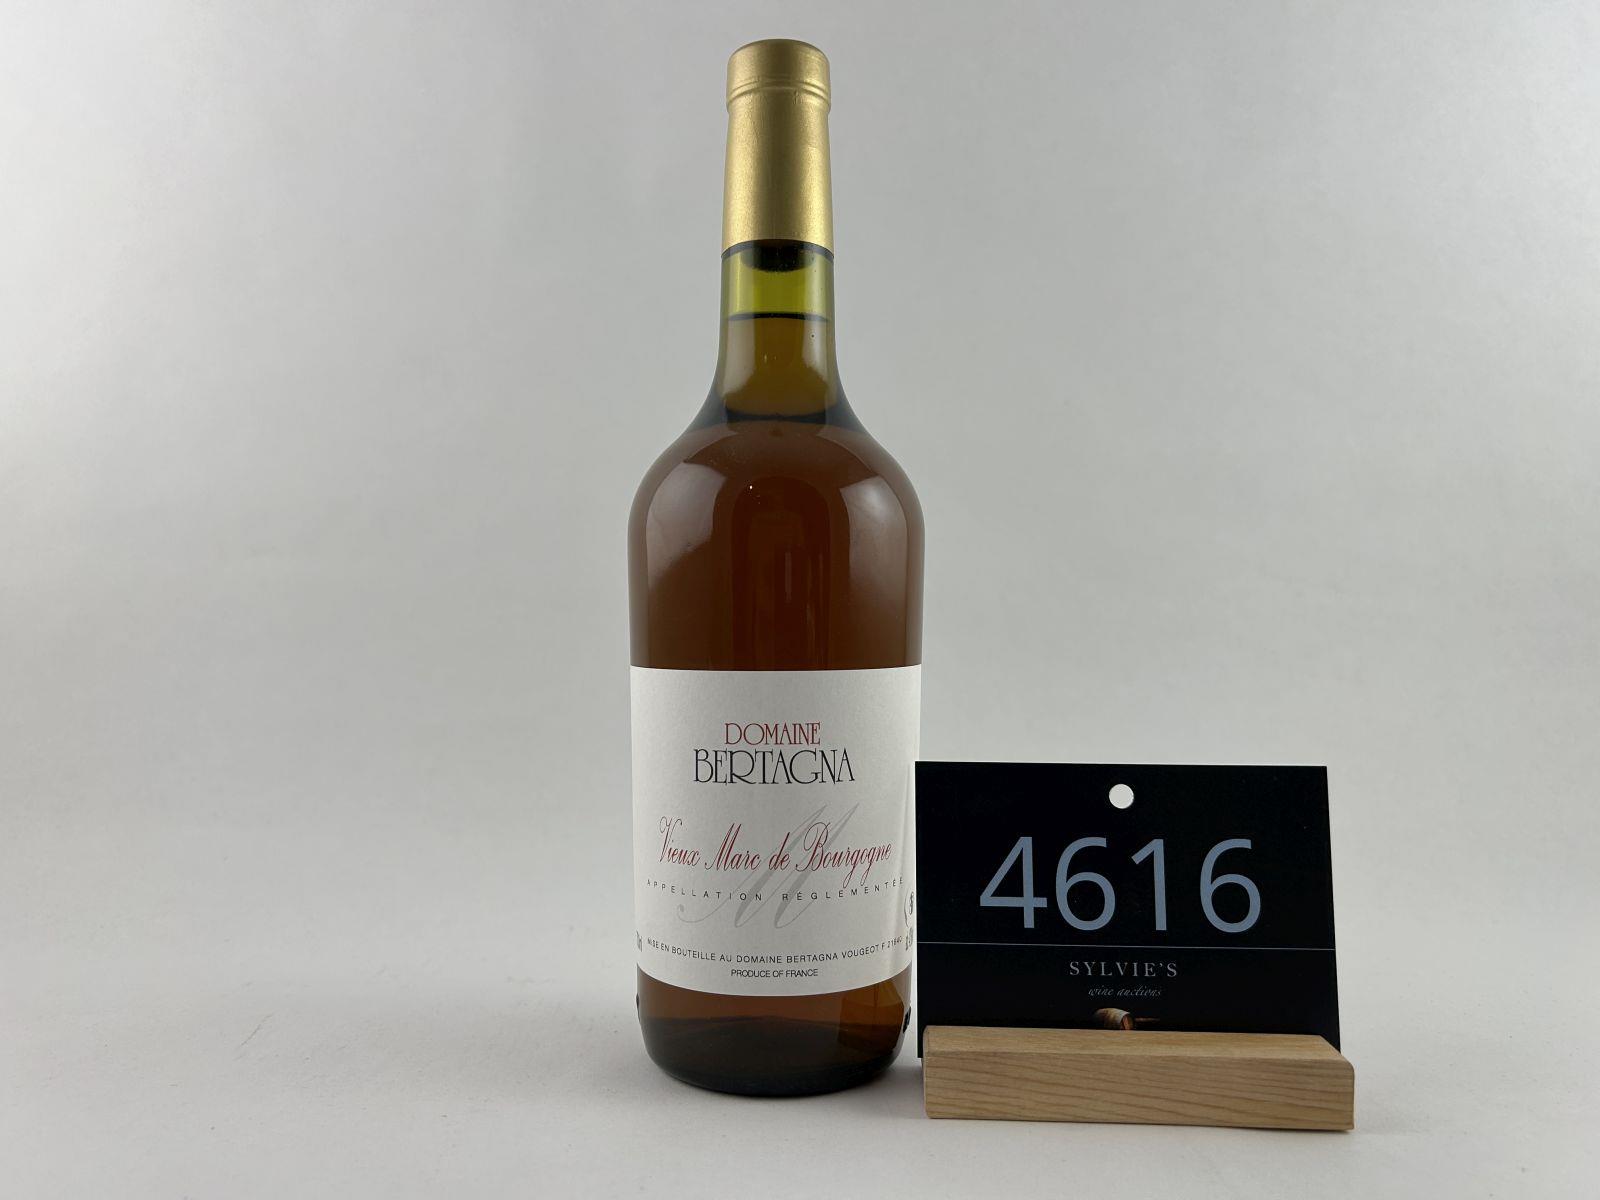 DOMAINE
BERTAGNA
Vieux Marc de Bourgogne
APPELLATION RÉGLEMENTÉE
MISE EN BOUTEILLE AU DOMAINE BERTAGNA VOUGEOT F 21640
PRODUCE OF FRANCE
4616
SYLVIE'S
wine auctions